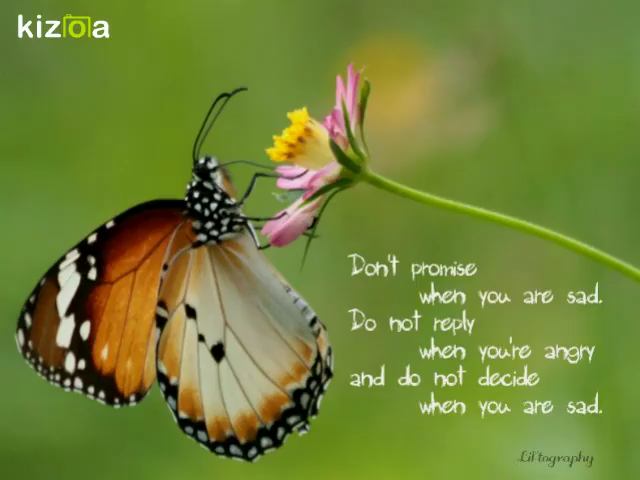 kizoa
Don't promise
when you are sad.
Do not reply
when you're angry
and do not decide
when you are sad.
Liltography